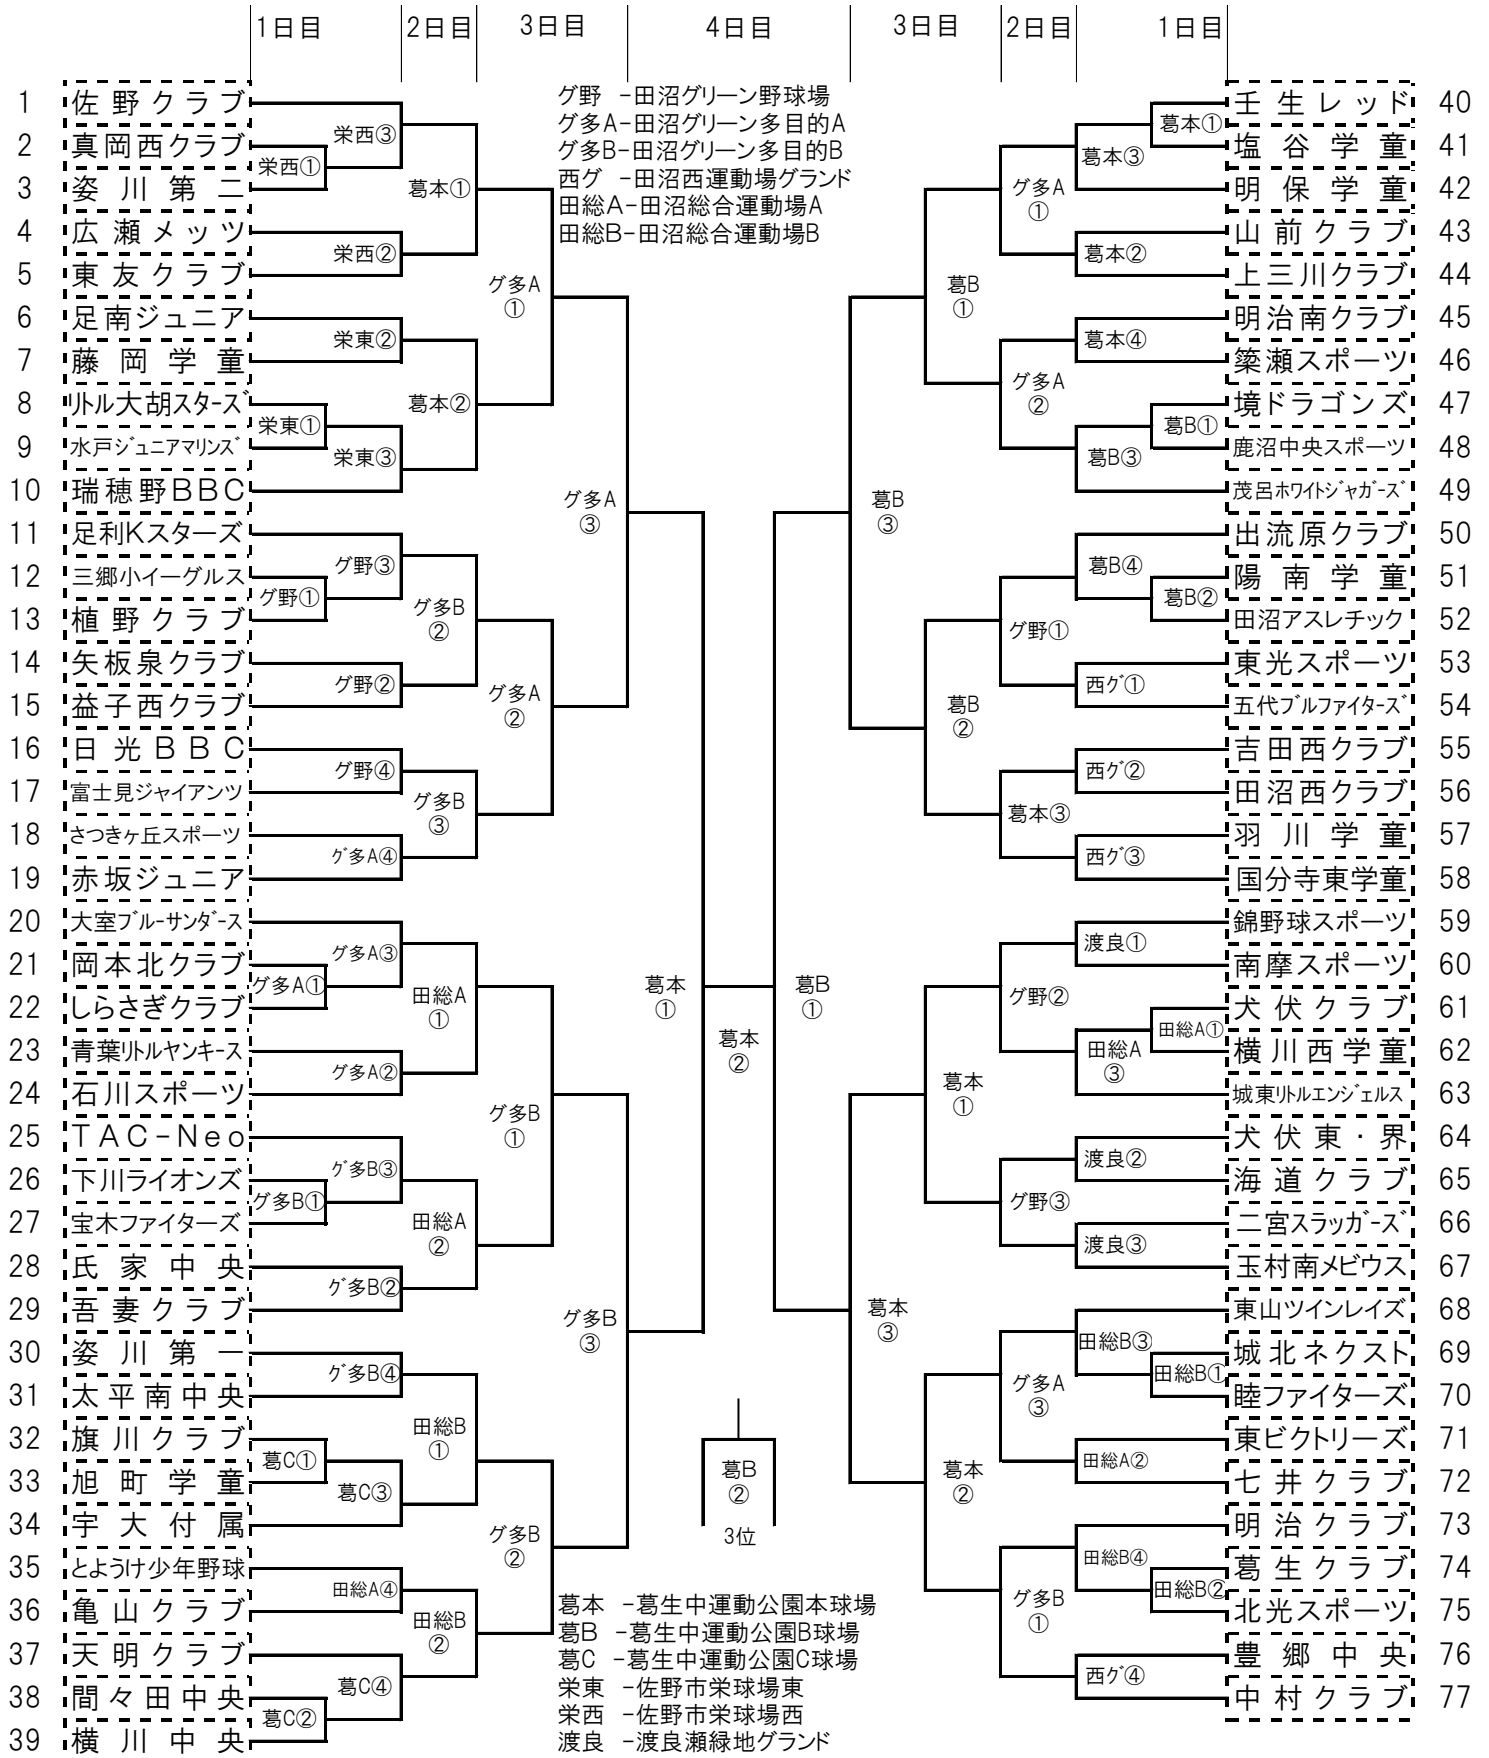 1日目 2日目 3日目 4日目 3日目 2日目 1日目
グ野 -田沼グリーン野球場
グ多A-田沼グリーン多目的A
グ多B-田沼グリーン多目的B
西グ -田沼西運動場グランド
田総A-田沼総合運動場A
田総B-田沼総合運動場B
1 佐野クラブ
2 真岡西クラブ
3 姿川第二
4 広瀬メッツ
5 東友クラブ
6 足南ジュニア
7 藤岡学童
8 リトル大胡スターズ
9 水戸ジュニアマリンズ
10 瑞穂野BBC
11 足利Kスターズ
12 三郷小イーグルス
13 植野クラブ
14 矢板泉クラブ
15 益子西クラブ
16 日光BBC
17 富士見ジャイアンツ
18 さつきヶ丘スポーツ
19 赤坂ジュニア
20 大室ブルーサンダース
21 岡本北クラブ
22 しらさぎクラブ
23 青葉リトルヤンキース
24 石川スポーツ
25 TAC-Neo
26 下川ライオンズ
27 宝木ファイターズ
28 氏家中央
29 吾妻クラブ
30 姿川第一
31 太平南中央
32 旗川クラブ
33 旭町学童
34 宇大付属
35 とようけ少年野球
36 亀山クラブ
37 天明クラブ
38 間々田中央
39 横川中央
栄西①
栄東①
グ野①
グ多A①
グ多B①
葛C①
葛C②
栄西③
栄西②
栄東②
栄東③
グ野③
グ野②
グ野④
グ多A④
グ多A③
グ多A②
グ多B③
グ多B②
グ多B④
葛C③
田総A④
葛C④
葛本①
葛本②
グ多B
②
グ多B
③
田総A
①
田総A
②
田総B
①
田総B
②
グ多A
①
グ多A
②
グ多B
①
グ多B
②
グ多A
③
グ多B
③
葛本
①
葛本
②
葛B
①
葛B
②
3位
葛B
③
葛本
③
葛B
①
葛B
②
葛本
①
葛本
②
グ多A
①
グ多A
②
グ野①
葛本③
グ野②
グ野③
グ多A
③
グ多B
①
葛本③
葛本②
葛本④
葛B③
葛B④
西グ①
西グ②
西グ③
渡良①
田総A
③
渡良②
渡良③
田総B③
田総A②
田総B④
西グ④
葛本①
葛B①
葛B②
田総A①
田総B①
田総B②
壬生レッド 40
塩谷学童 41
明保学童 42
山前クラブ 43
上三川クラブ 44
明治南クラブ 45
簗瀬スポーツ 46
境ドラゴンズ 47
鹿沼中央スポーツ 48
茂呂ホワイトジャガーズ 49
出流原クラブ 50
陽南学童 51
田沼アスレチック 52
東光スポーツ 53
五代ブルファイターズ 54
吉田西クラブ 55
田沼西クラブ 56
羽川学童 57
国分寺東学童 58
錦野球スポーツ 59
南摩スポーツ 60
犬伏クラブ 61
横川西学童 62
城東リトルエンジェルス 63
犬伏東・界 64
海道クラブ 65
二宮スラッガーズ 66
玉村南メビウス 67
東山ツインレイズ 68
城北ネクスト 69
睦ファイターズ 70
東ビクトリーズ 71
七井クラブ 72
明治クラブ 73
葛生クラブ 74
北光スポーツ 75
豊郷中央 76
中村クラブ 77
葛本 -葛生中運動公園本球場
葛B -葛生中運動公園B球場
葛C -葛生中運動公園C球場
栄東 -佐野市栄球場東
栄西 -佐野市栄球場西
渡良 -渡良瀬緑地グランド